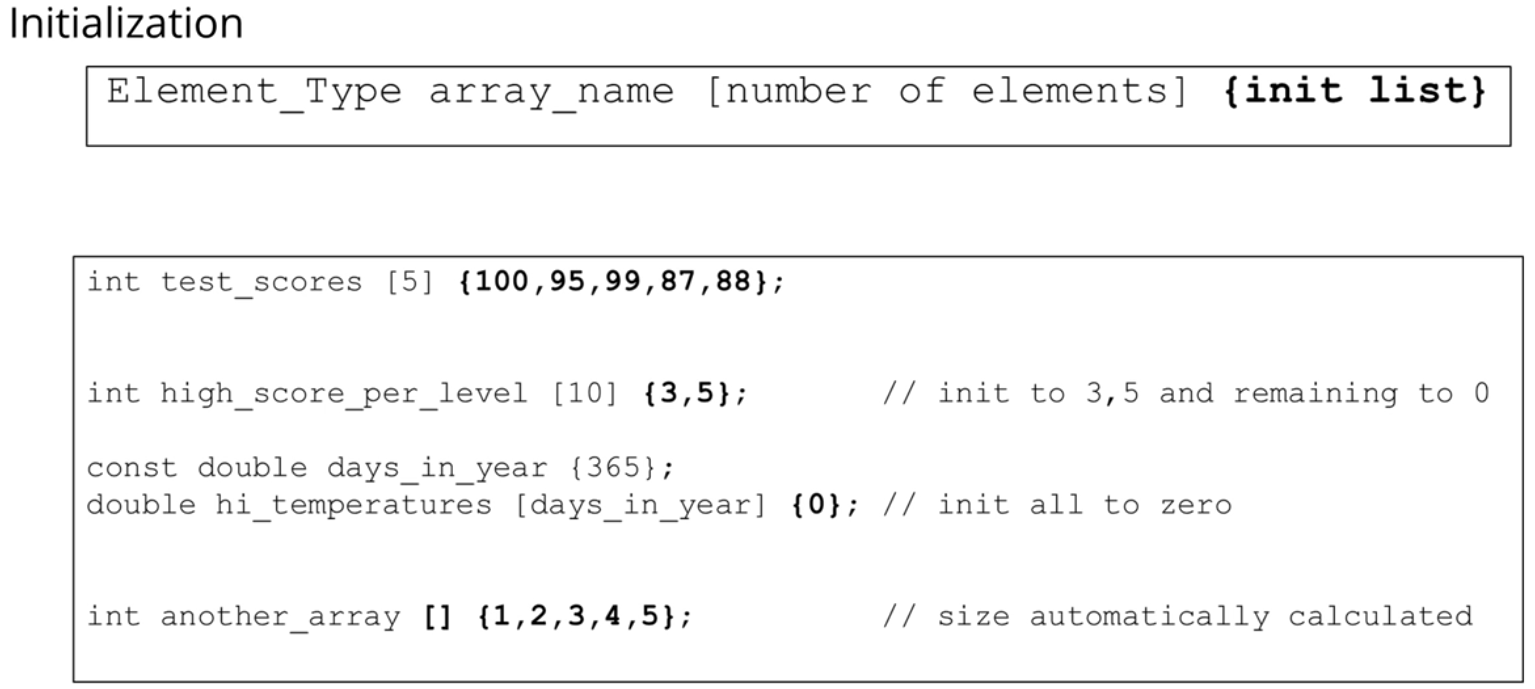 Initialization
Element_Type array_name [number of elements] {init list}
int test_scores [5] {100,95,99,87,88};
int high_score_per_level [10] {3,5}; // init to 3,5 and remaining to 0
const double days_in_year {365};
double hi_temperatures [days_in_year] {0}; // init all to zero
int another_array [] {1,2,3,4,5}; // size automatically calculated